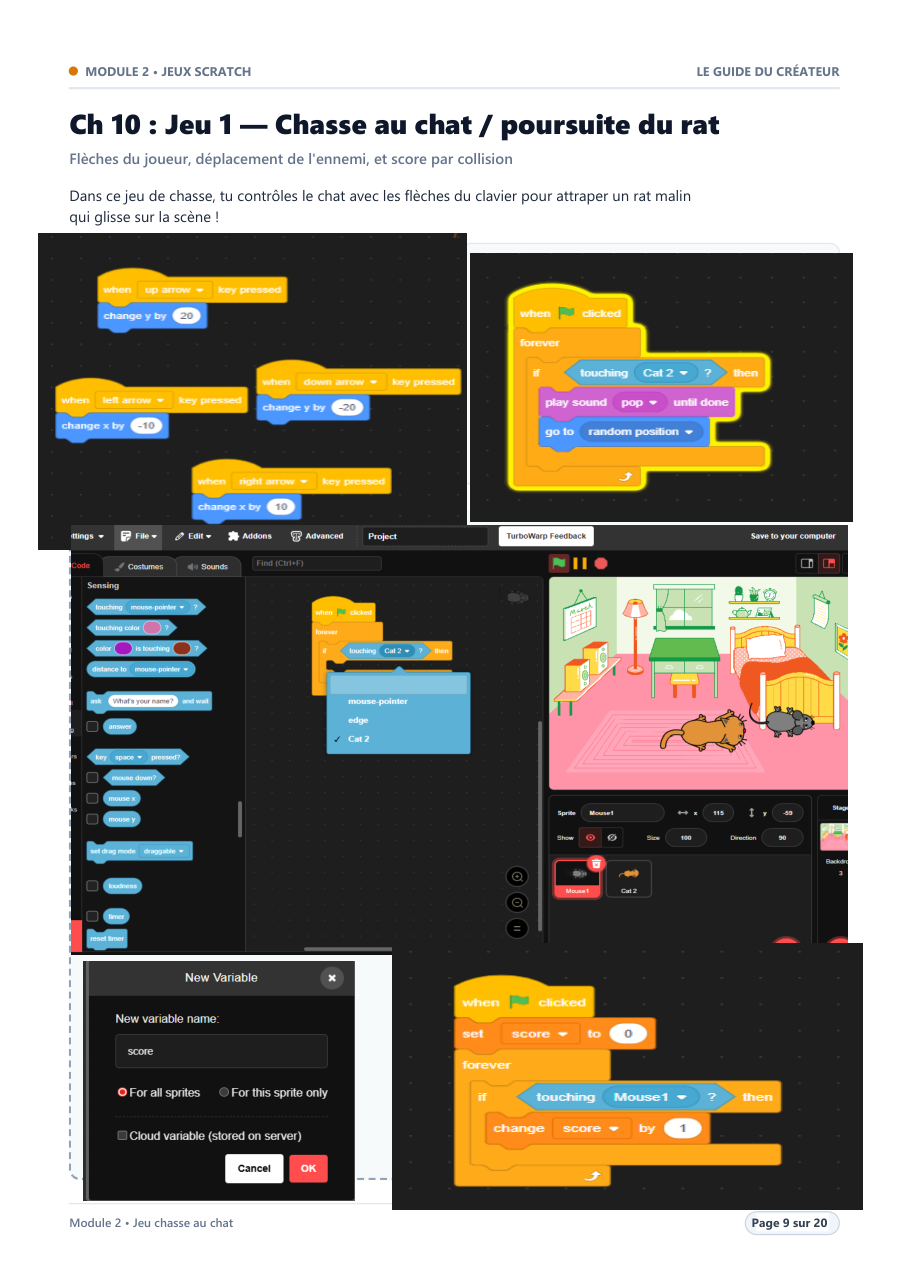 MODULE 2 • JEUX SCRATCH
LE GUIDE DU CRÉATEUR
Ch 10 : Jeu 1 — Chasse au chat / poursuite du rat
Flèches du joueur, déplacement de l'ennemi, et score par collision
Dans ce jeu de chasse, tu contrôles le chat avec les flèches du clavier pour attraper un rat malin
qui glisse sur la scène !
when up arrow key pressed
change y by 20
when left arrow key pressed
change x by -10
when down arrow key pressed
change y by -20
when right arrow key pressed
change x by 10
when clicked
forever
if touching Cat 2 ? then
play sound pop until done
go to random position
ttings
File
Edit
Addons
Advanced
Project
TurboWarp Feedback
Save to your computer
Code
Costumes
Sounds
Find (Ctrl+F)
Sensing
touching mouse-pointer ?
touching color ?
color is touching ?
distance to mouse-pointer
ask What's your name? and wait
answer
key space pressed?
mouse down?
mouse x
mouse y
set drag mode draggable
loudness
timer
reset timer
when clicked
forever
if touching Cat 2 ? then
mouse-pointer
edge
✓ Cat 2
March
Sprite Mouse1 x 115 y -59
Show Size 100 Direction 90
Mouse1
Cat 2
Stag
Backdr
3
New Variable
New variable name:
score
For all sprites
For this sprite only
Cloud variable (stored on server)
Cancel
OK
when clicked
set score to 0
forever
if touching Mouse1 ? then
change score by 1
Module 2 • Jeu chasse au chat
Page 9 sur 20